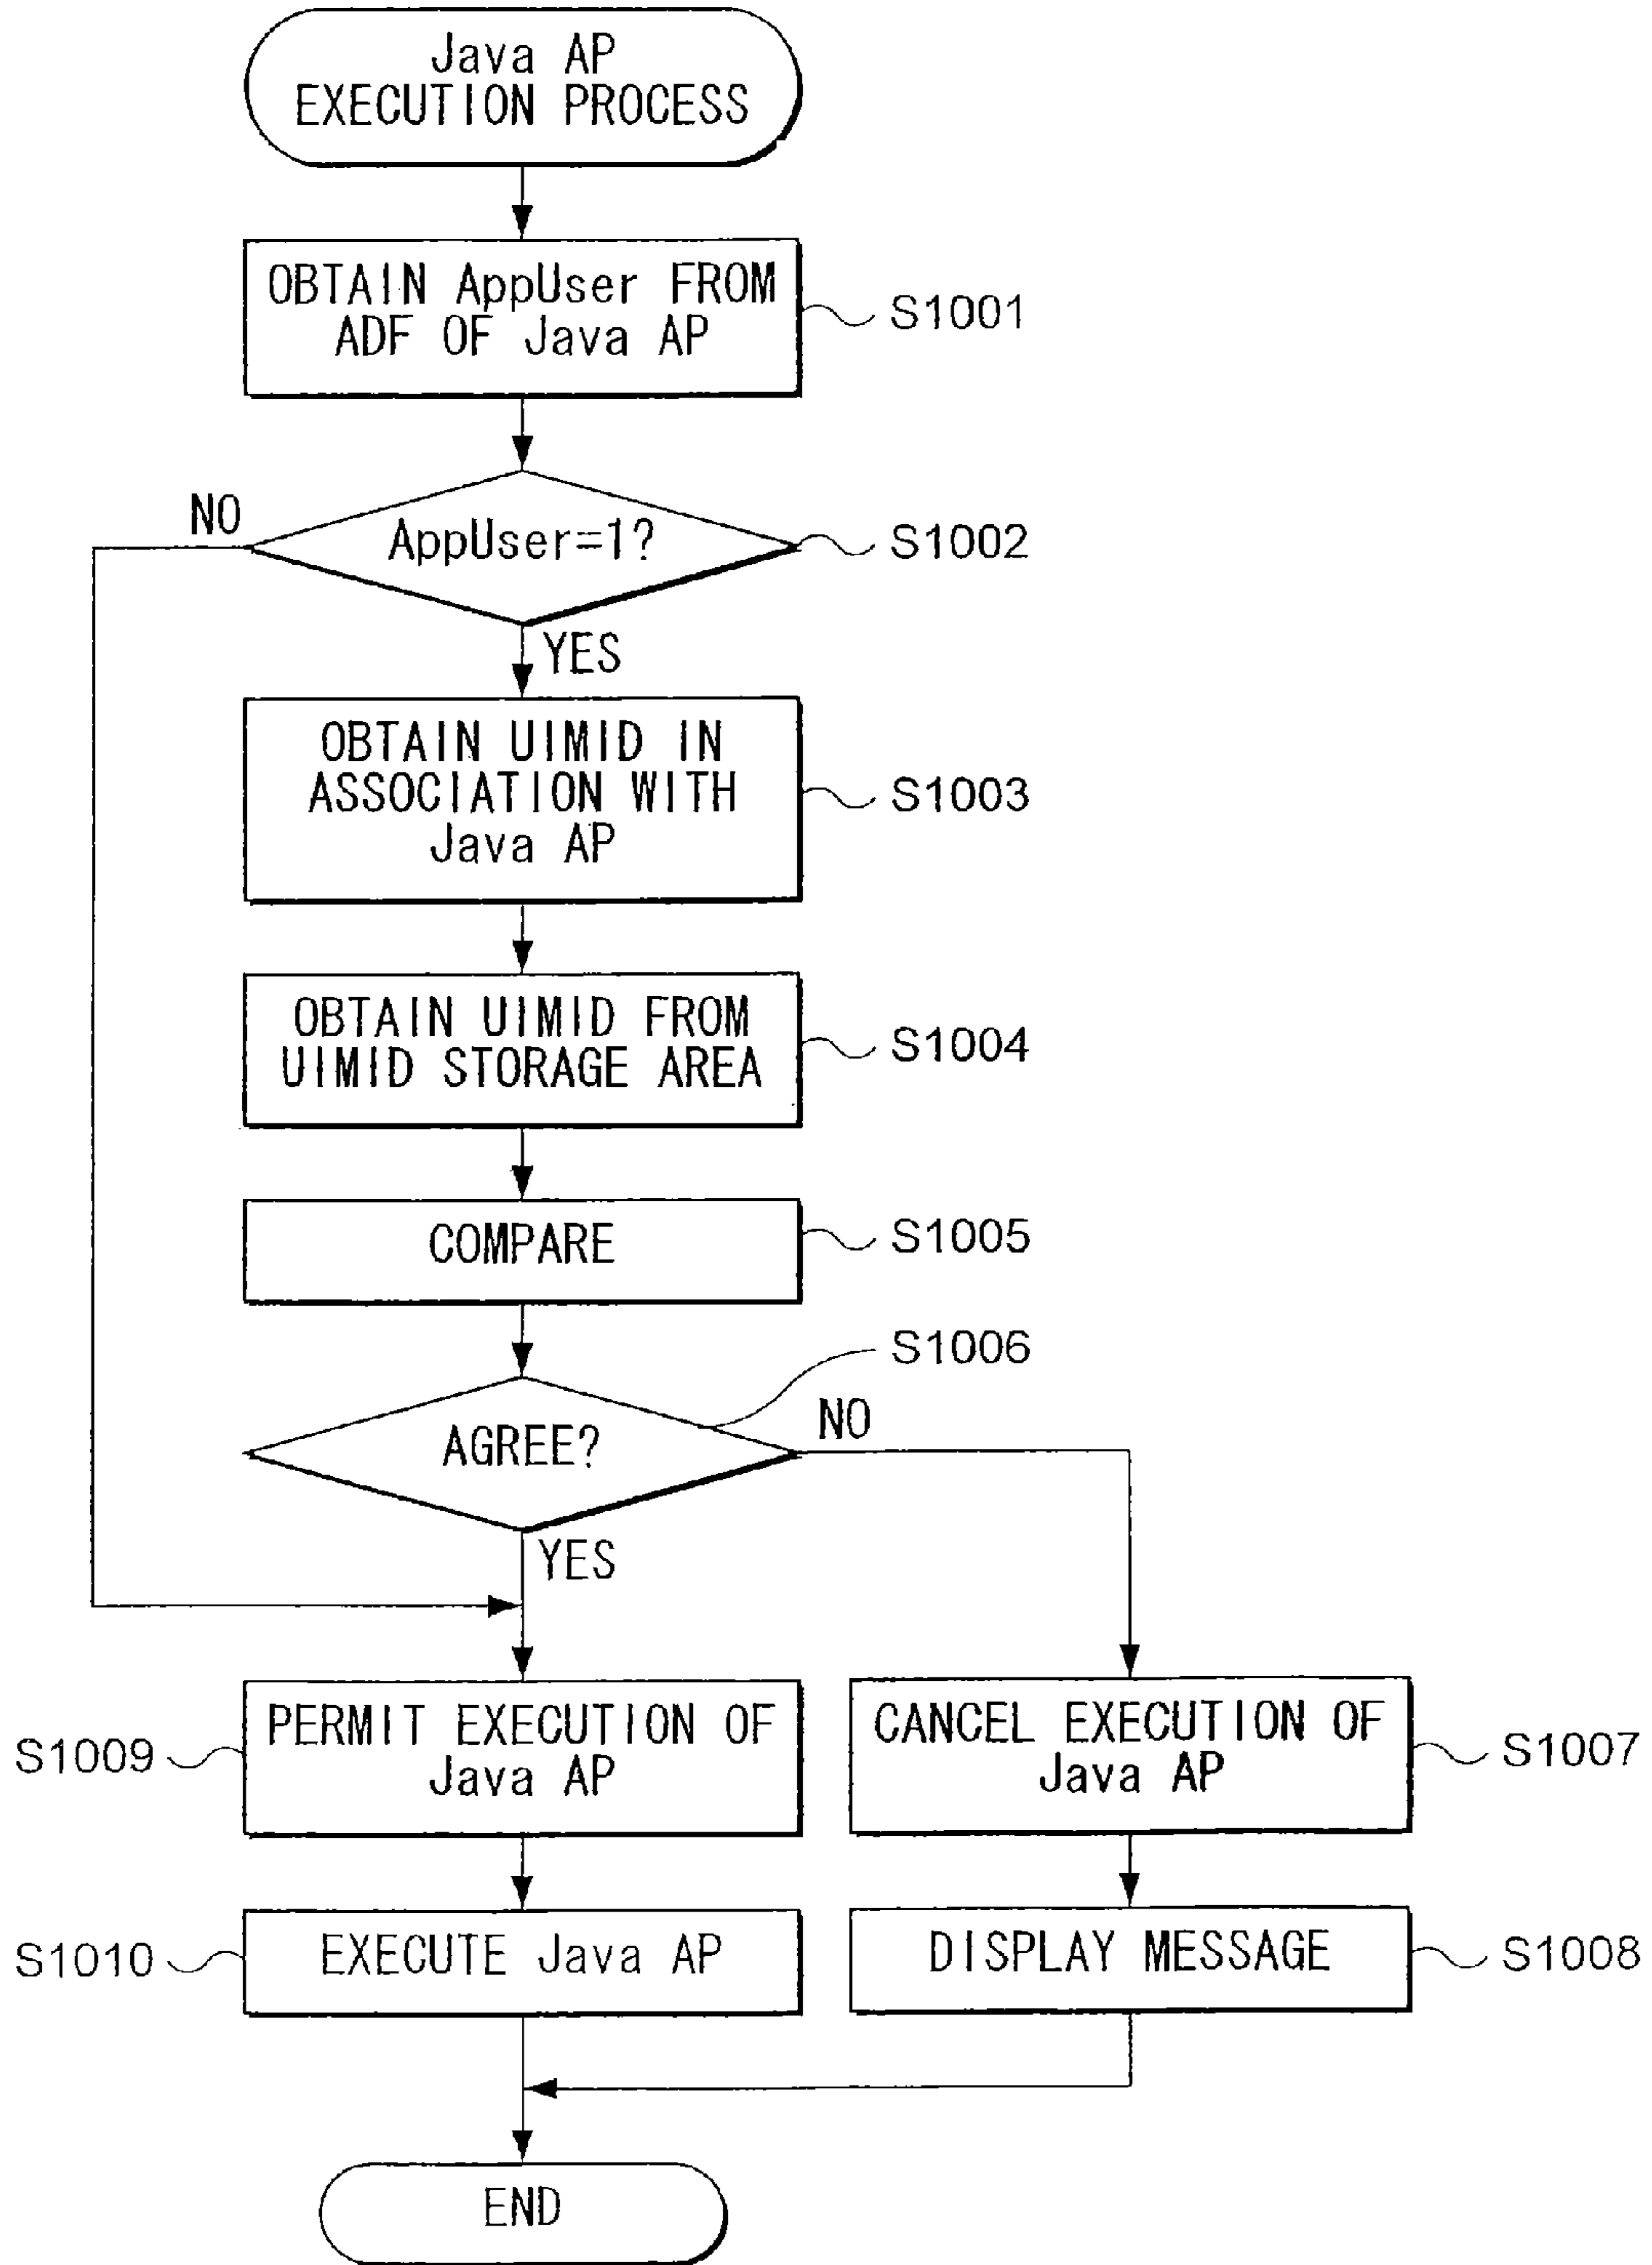 Java AP
EXECUTION PROCESS
OBTAIN AppUser FROM
ADF OF Java AP
S1001
NO
AppUser=1?
S1002
YES
OBTAIN UIMID IN
ASSOCIATION WITH
Java AP
S1003
OBTAIN UIMID FROM
UIMID STORAGE AREA
S1004
COMPARE
S1005
S1006
AGREE?
NO
YES
S1009
PERMIT EXECUTION OF
Java AP
CANCEL EXECUTION OF
Java AP
S1007
S1010
EXECUTE Java AP
DISPLAY MESSAGE
S1008
END